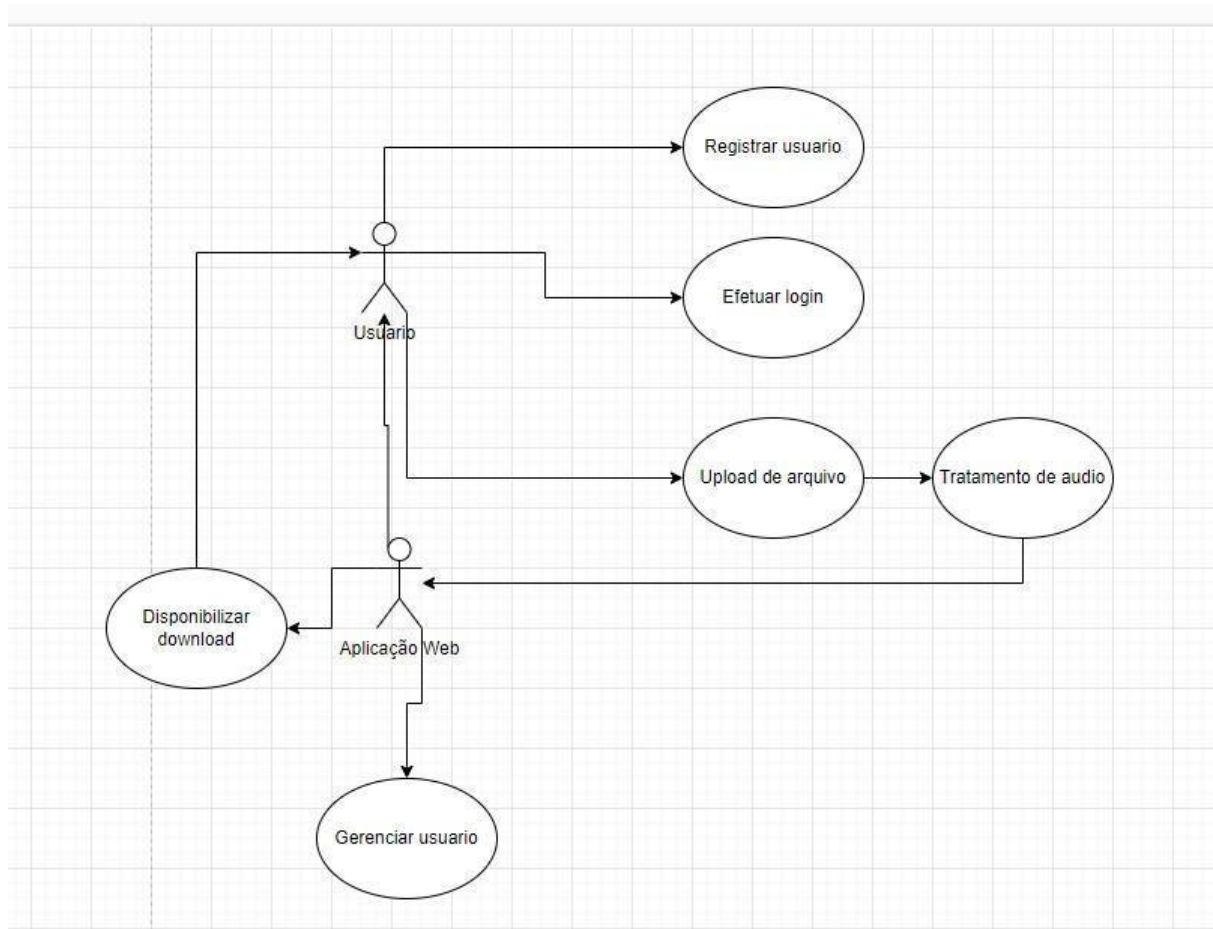 Registrar usuario
Efetuar login
Usuario
Upload de arquivo
Tratamento de audio
Disponibilizar
download
Aplicação Web
Gerenciar usuario